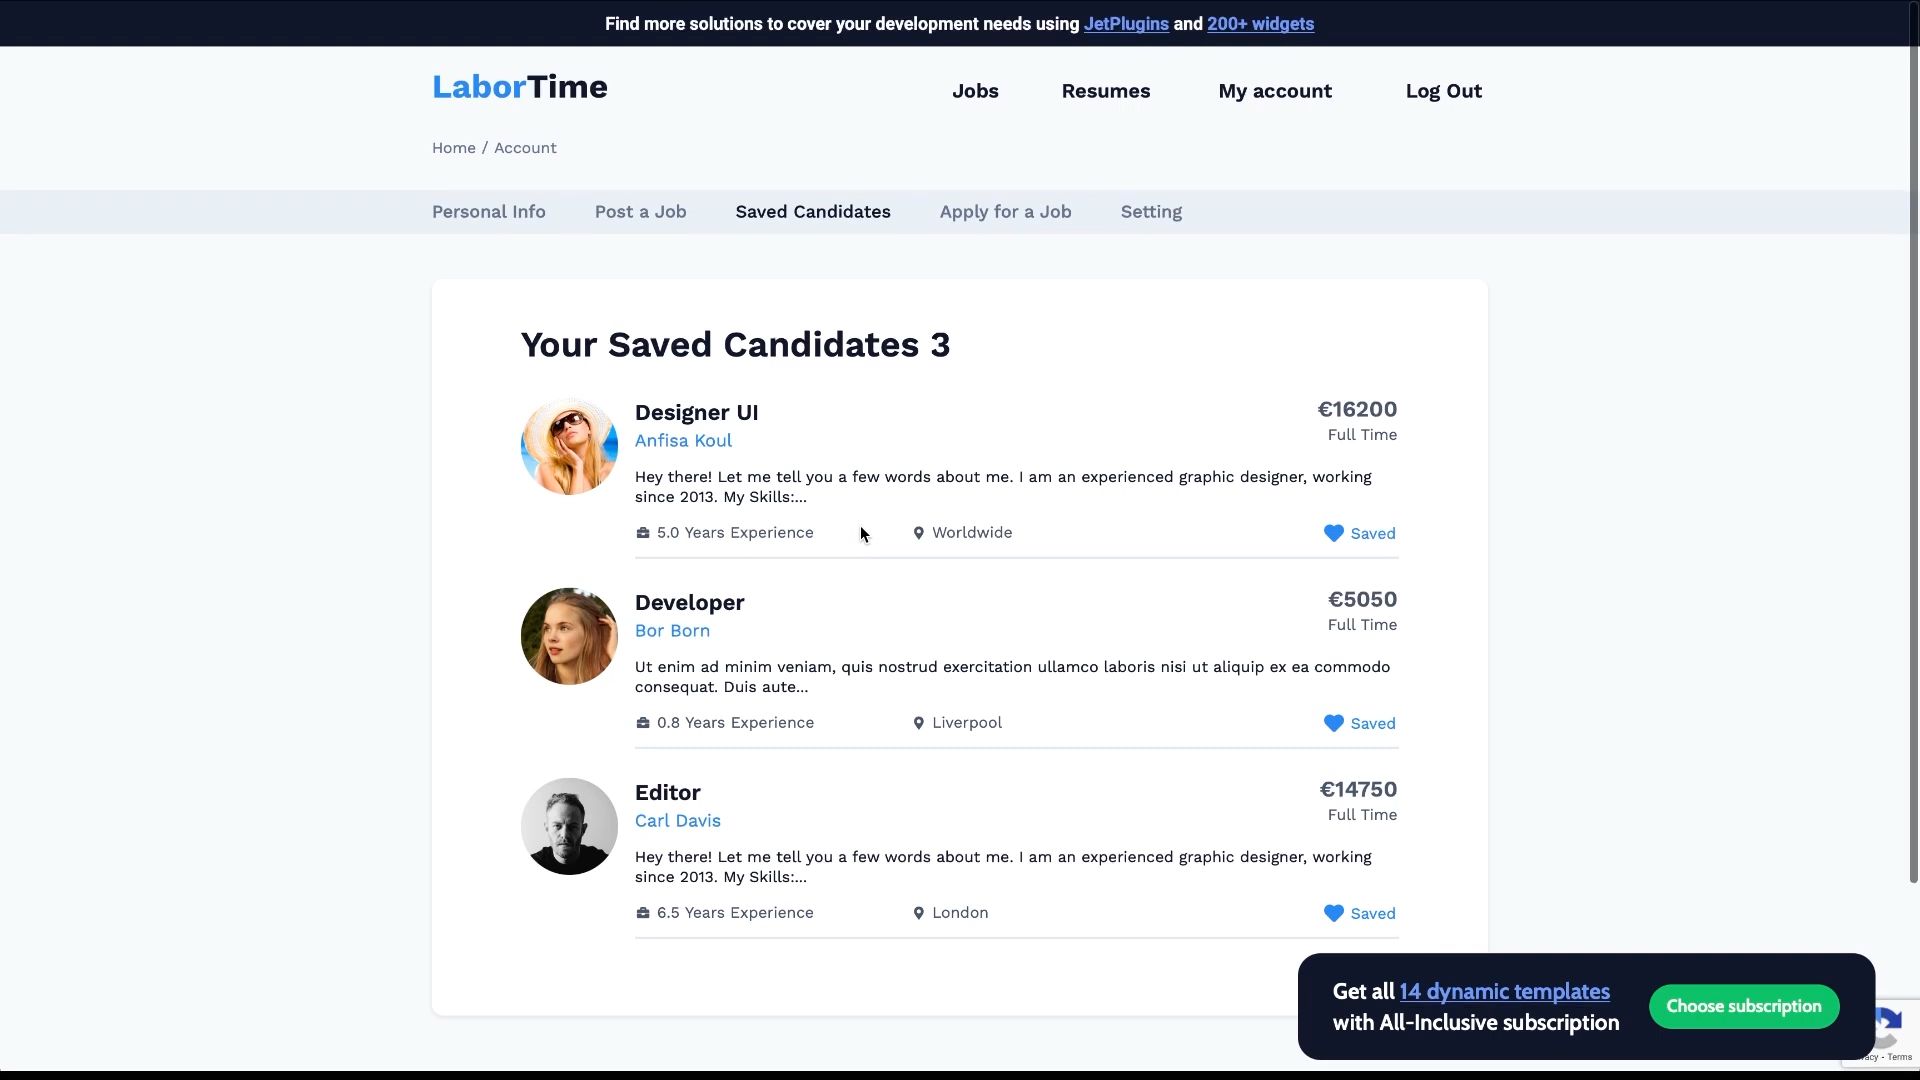 Find more solutions to cover your development needs using JetPlugins and 200+ widgets
LaborTime
Jobs Resumes My account Log Out
Home / Account
Personal Info Post a Job Saved Candidates Apply for a Job Setting
Your Saved Candidates 3
Designer UI €16200
Anfisa Koul Full Time
Hey there! Let me tell you a few words about me. I am an experienced graphic designer, working
since 2013. My Skills:...
5.0 Years Experience Worldwide Saved
Developer €5050
Bor Born Full Time
Ut enim ad minim veniam, quis nostrud exercitation ullamco laboris nisi ut aliquip ex ea commodo
consequat. Duis aute...
0.8 Years Experience Liverpool Saved
Editor €14750
Carl Davis Full Time
Hey there! Let me tell you a few words about me. I am an experienced graphic designer, working
since 2013. My Skills:...
6.5 Years Experience London Saved
Get all 14 dynamic templates
with All-Inclusive subscription
Choose subscription
- Terms